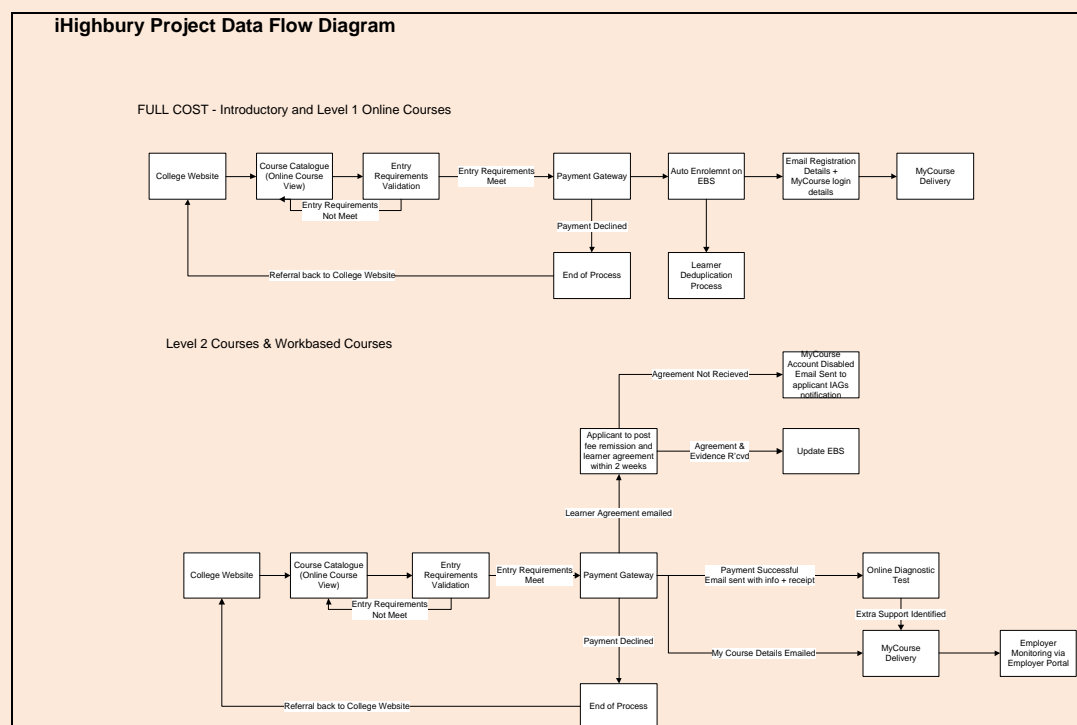 iHighbury Project Data Flow Diagram
FULL COST - Introductory and Level 1 Online Courses
College Website
Course Catalogue
(Online Course
View)
Entry
Requirements
Validation
Entry Requirements
Meet
Payment Gateway
Auto Enrolemnt on
EBS
Email Registration
Details +
MyCourse login
details
MyCourse
Delivery
Entry Requirements
Not Meet
Payment Declined
Referral back to College Website
End of Process
Learner
Deduplication
Process
Level 2 Courses & Workbased Courses
Agreement Not Recieved
MyCourse
Account Disabled
Email Sent to
applicant IAGs
notification
Applicant to post
fee remission and
learner agreement
within 2 weeks
Agreement &
Evidence R'cvd
Update EBS
Learner Agreement emailed
College Website
Course Catalogue
(Online Course
View)
Entry
Requirements
Validation
Entry Requirements
Meet
Payment Gateway
Payment Successful
Email sent with info + receipt
Online Diagnostic
Test
Entry Requirements
Not Meet
Extra Support Identified
Payment Declined
My Course Details Emailed
MyCourse
Delivery
Employer
Monitoring via
Employer Portal
Referral back to College Website
End of Process